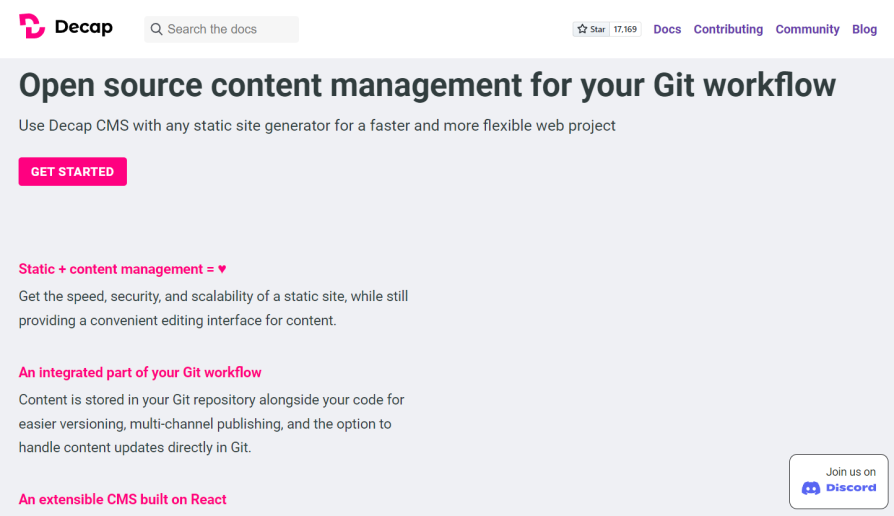 Decap
Search the docs
Star 17,169
Docs Contributing Community Blog
Open source content management for your Git workflow
Use Decap CMS with any static site generator for a faster and more flexible web project
GET STARTED
Static + content management = ♥
Get the speed, security, and scalability of a static site, while still
providing a convenient editing interface for content.
An integrated part of your Git workflow
Content is stored in your Git repository alongside your code for
easier versioning, multi-channel publishing, and the option to
handle content updates directly in Git.
An extensible CMS built on React
Join us on
Discord